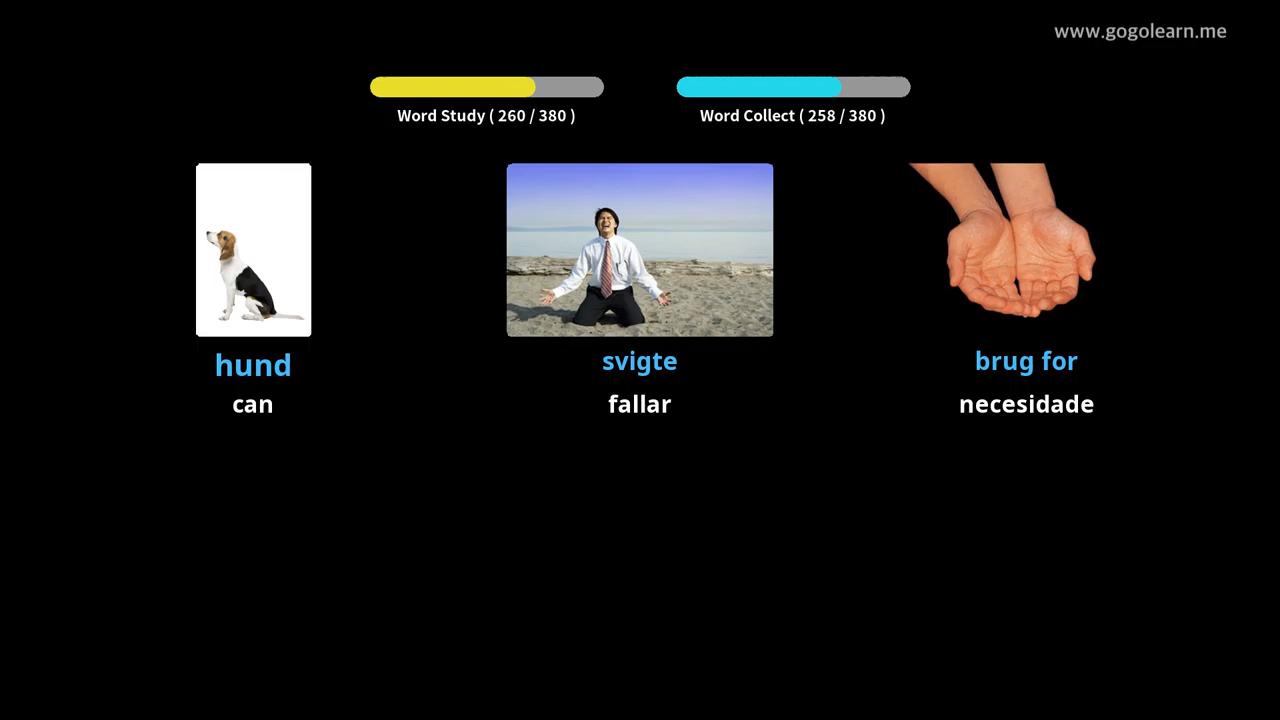 www.gogolearn.me
Word Study ( 260 / 380 )
Word Collect ( 258 / 380 )
hund
can
svigte
fallar
brug for
necesidade